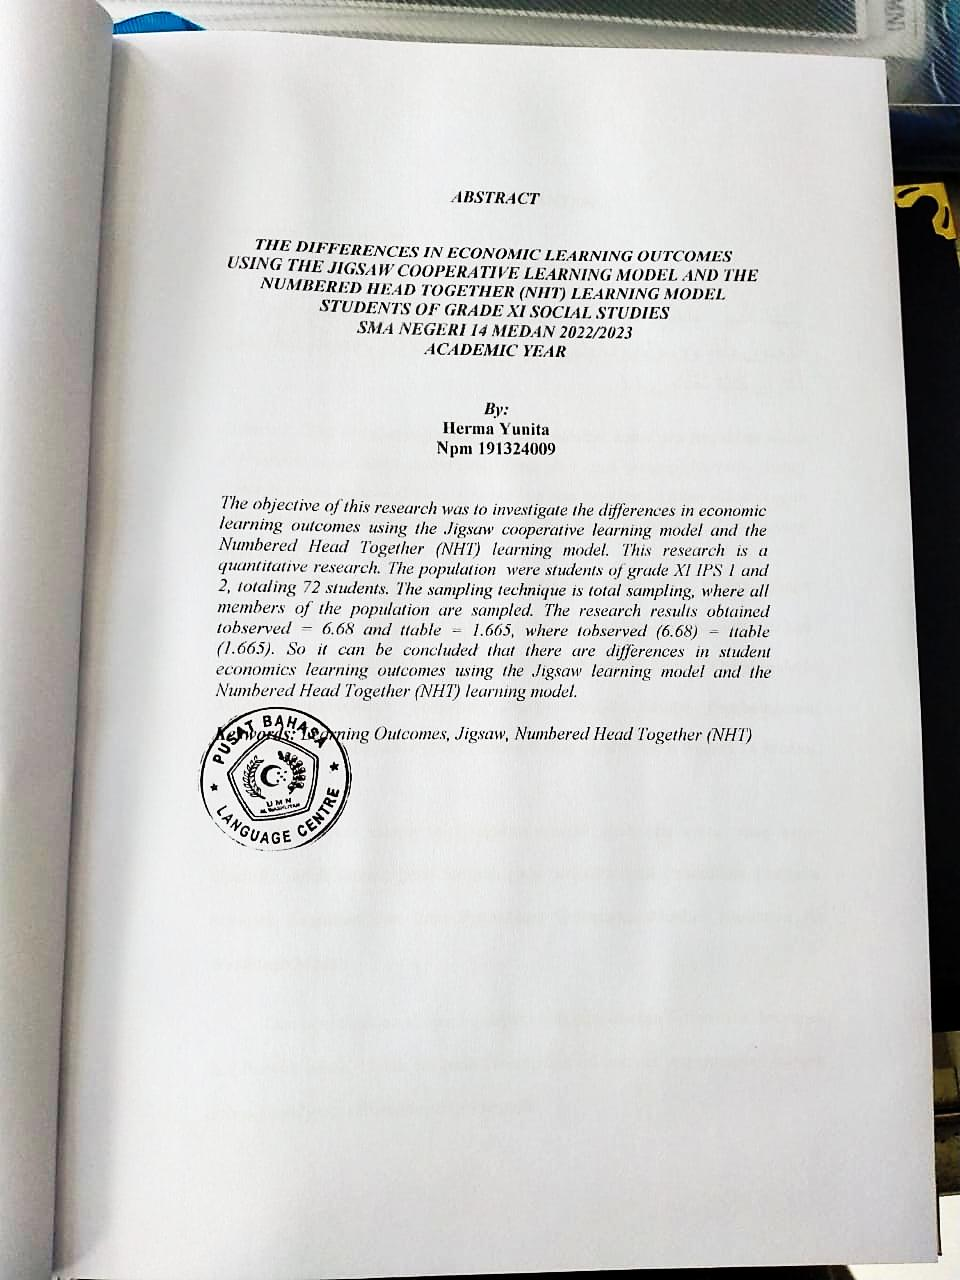 ABSTRACT
THE DIFFERENCES IN ECONOMIC LEARNING OUTCOMES
USING THE JIGSAW COOPERATIVE LEARNING MODEL AND THE
NUMBERED HEAD TOGETHER (NHT) LEARNING MODEL
STUDENTS OF GRADE XI SOCIAL STUDIES
SMA NEGERI 14 MEDAN 2022/2023
ACADEMIC YEAR
By:
Herma Yunita
Npm 191324009
The objective of this research was to investigate the differences in economic
learning outcomes using the Jigsaw cooperative learning model and the
Numbered Head Together (NHT) learning model. This research is a
quantitative research. The population were students of grade XI IPS 1 and
2, totaling 72 students. The sampling technique is total sampling, where all
members of the population are sampled. The research results obtained
tobserved = 6.68 and ttable = 1.665, where tobserved (6.68) = ttable
(1.665). So it can be concluded that there are differences in student
economics learning outcomes using the Jigsaw learning model and the
Numbered Head Together (NHT) learning model.
Keywords: Learning Outcomes, Jigsaw, Numbered Head Together (NHT)
PUSAT BAHASA
UMN
AL WASHLIYAH
LANGUAGE CENTRE